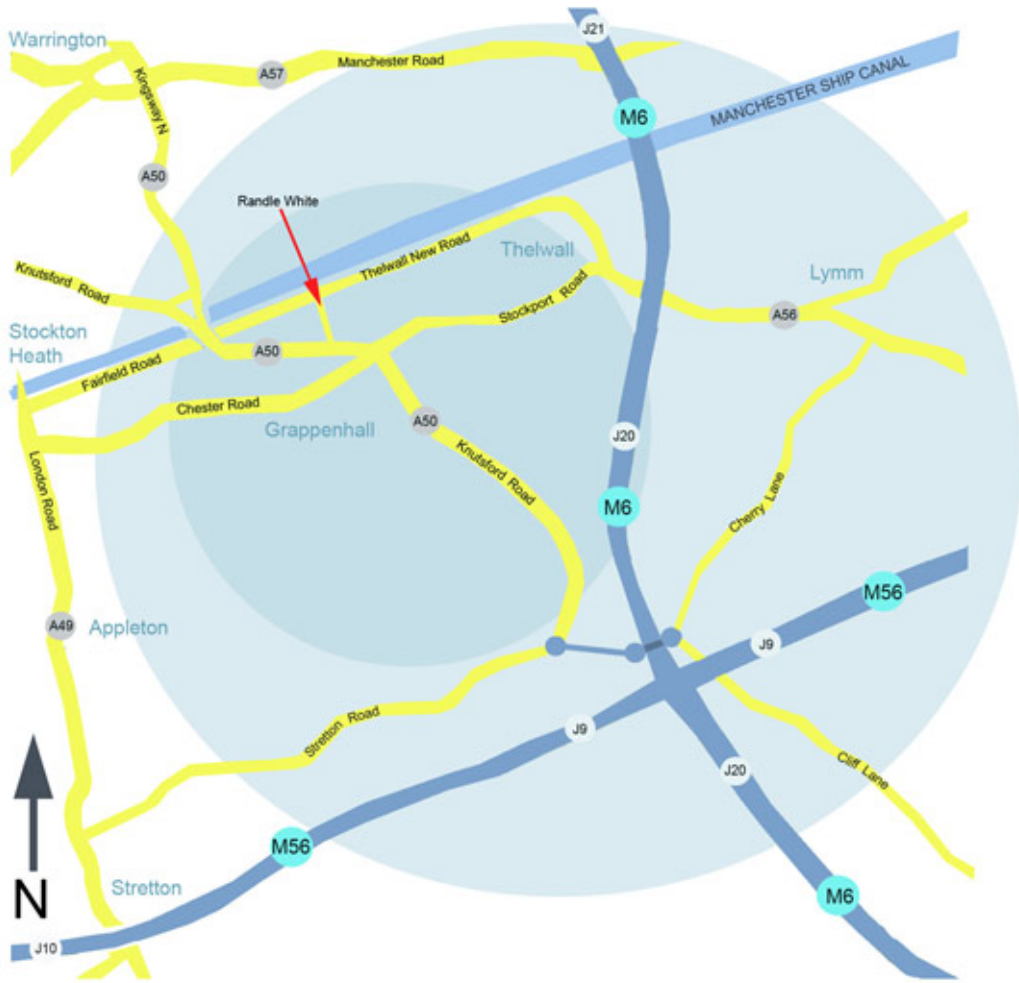 J21
Warrington
Manchester Road
A57
Kingsway N
MANCHESTER SHIP CANAL
M6
A50
Randle White
Thelwall New Road
Thelwall
Lymm
Knutsford Road
Stockport Road
A56
Stockton
Heath
A50
Fairfield Road
Chester Road
A50
Grappenhall
J20
Knutsford Road
London Road
M6
Cherry Lane
M56
A49
Appleton
J9
Stretton Road
J9
J20
Cliff Lane
M56
N
Stretton
M6
J10